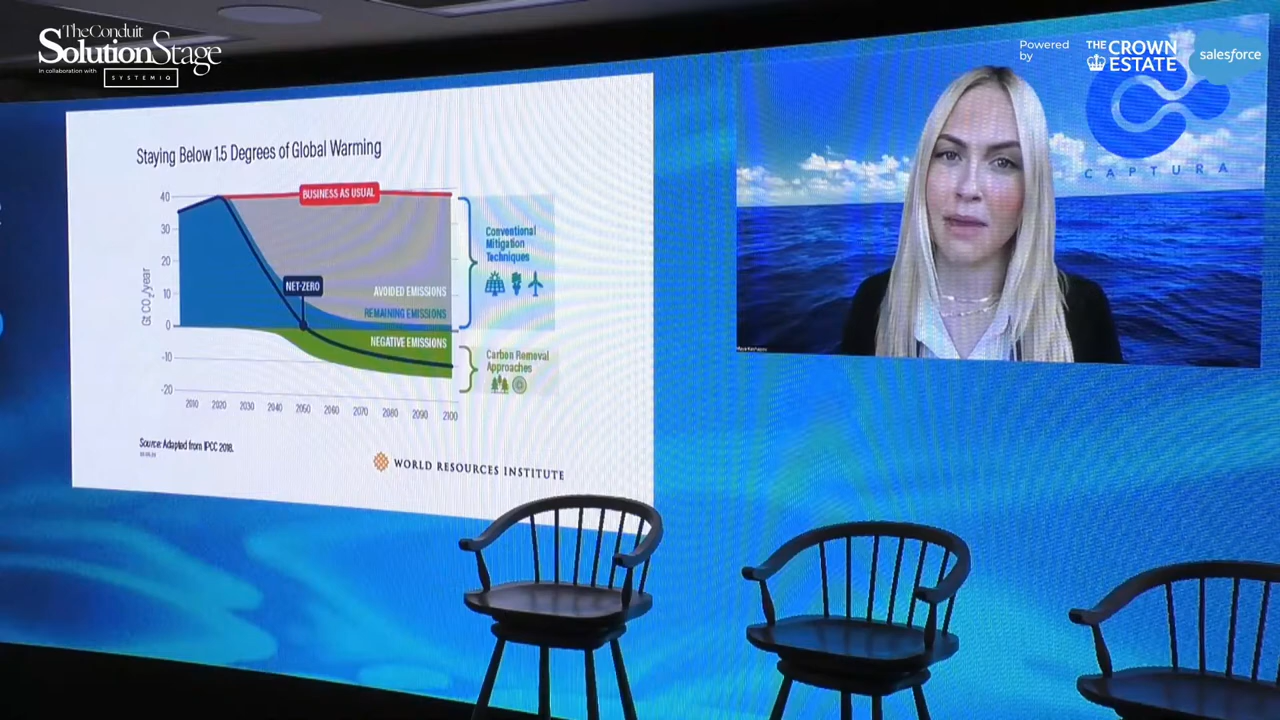 The Conduit
Solution Stage
In collaboration with
SYSTEMIQ
Powered
by
THE CROWN
ESTATE
salesforce
CAPTURA
Staying Below 1.5 Degrees of Global Warming
BUSINESS AS USUAL
40
30
20
10
0
-10
-20
Gt CO₂/year
NET-ZERO
AVOIDED EMISSIONS
REMAINING EMISSIONS
NEGATIVE EMISSIONS
Conventional
Mitigation
Techniques
Carbon Removal
Approaches
2010 2020 2030 2040 2050 2060 2070 2080 2090 2100
Source: Adapted from IPCC 2018.
WORLD RESOURCES INSTITUTE